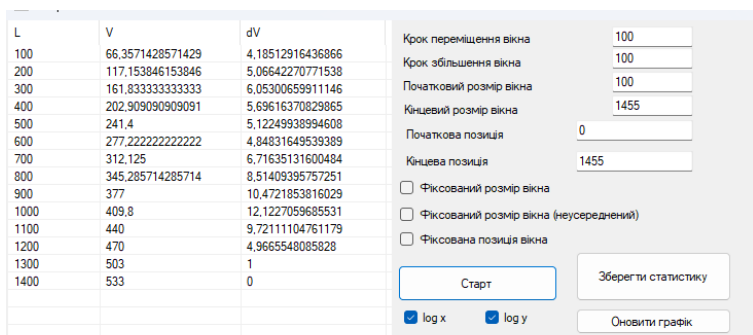 L V dV
100 66,3571428571429 4,18512916436866
200 117,153846153846 5,06642270771538
300 161,833333333333 6,05300659911146
400 202,909090909091 5,69616370829865
500 241,4 5,12249938994608
600 277,222222222222 4,84831649539389
700 312,125 6,71635131600484
800 345,285714285714 8,51409395757251
900 377 10,4721853816029
1000 409,8 12,1227059685531
1100 440 9,72111104761179
1200 470 4,9665548085828
1300 503 1
1400 533 0
Крок переміщення вікна 100
Крок збільшення вікна 100
Початковий розмір вікна 100
Кінцевий розмір вікна 1455
Початкова позиція 0
Кінцева позиція 1455
Фіксований розмір вікна
Фіксований розмір вікна (неусереднений)
Фіксована позиція вікна
Старт Зберегти статистику
log x log y Оновити графік